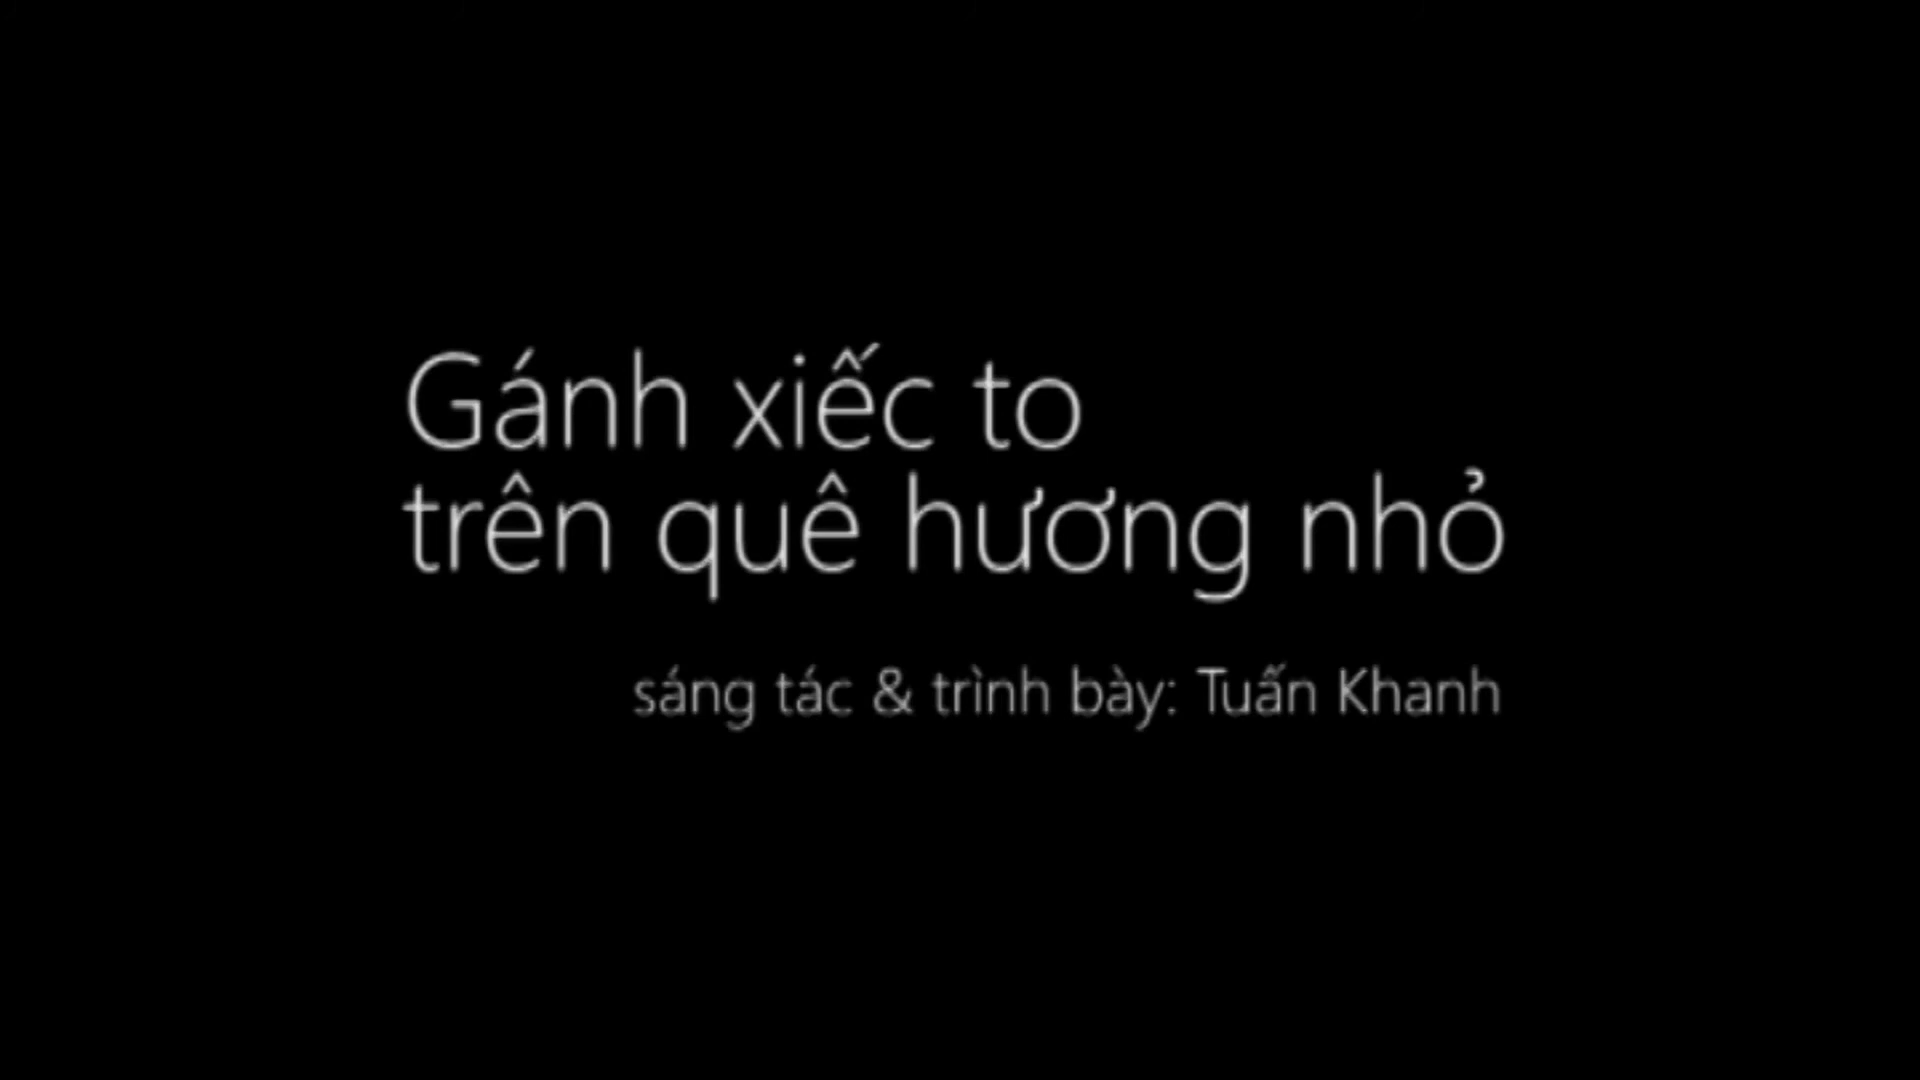 Gánh xiếc to
trên quê hương nhỏ
sáng tác & trình bày: Tuấn Khanh